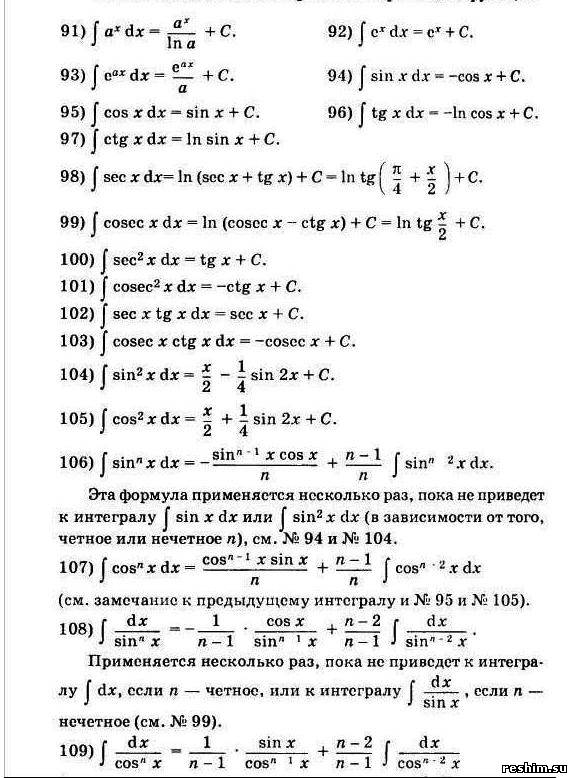 91) ∫ aˣ dx = aˣ / ln a + C. 92) ∫ eˣ dx = eˣ + C.
93) ∫ eᵃˣ dx = eᵃˣ / a + C. 94) ∫ sin x dx = –cos x + C.
95) ∫ cos x dx = sin x + C. 96) ∫ tg x dx = –ln cos x + C.
97) ∫ ctg x dx = ln sin x + C.
98) ∫ sec x dx= ln (sec x + tg x) + C = ln tg( π/4 + x/2 ) + C.
99) ∫ cosec x dx = ln (cosec x – ctg x) + C = ln tg x/2 + C.
100) ∫ sec² x dx = tg x + C.
101) ∫ cosec² x dx = –ctg x + C.
102) ∫ sec x tg x dx = sec x + C.
103) ∫ cosec x ctg x dx = –cosec x + C.
104) ∫ sin² x dx = x/2 – 1/4 sin 2x + C.
105) ∫ cos² x dx = x/2 + 1/4 sin 2x + C.
106) ∫ sinⁿ x dx = – sinⁿ⁻¹ x cos x / n + n – 1 / n ∫ sinⁿ ² x dx.
Эта формула применяется несколько раз, пока не приведет
к интегралу ∫ sin x dx или ∫ sin² x dx (в зависимости от того,
четное или нечетное n), см. № 94 и № 104.
107) ∫ cosⁿ x dx = cosⁿ⁻¹ x sin x / n + n – 1 / n ∫ cosⁿ⁻² x dx
(см. замечание к предыдущему интегралу и № 95 и № 105).
108) ∫ dx / sinⁿ x = – 1 / n – 1 · cos x / sinⁿ ¹ x + n – 2 / n – 1 ∫ dx / sinⁿ⁻² x .
Применяется несколько раз, пока не приведет к интегра-
лу ∫ dx, если n — четное, или к интегралу ∫ dx / sin x , если n —
нечетное (см. № 99).
109) ∫ dx / cosⁿ x = 1 / n – 1 · sin x / cosⁿ ¹ x + n – 2 / n – 1 ∫ dx / cosⁿ⁻² x
reshim.su